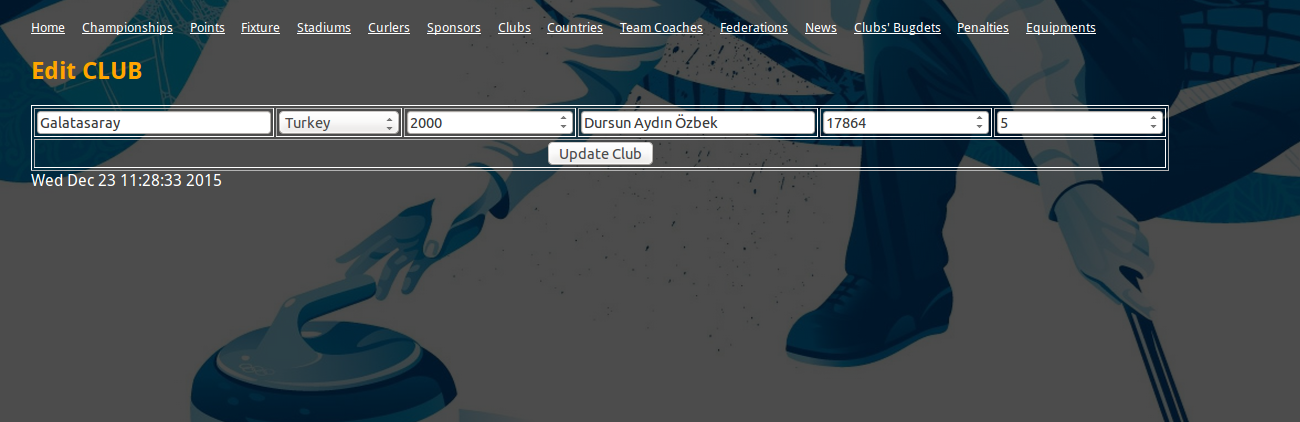 Home Championships Points Fixture Stadiums Curlers Sponsors Clubs Countries Team Coaches Federations News Clubs' Bugdets Penalties Equipments
Edit CLUB
Galatasaray Turkey 2000 Dursun Aydın Özbek 17864 5
Update Club
Wed Dec 23 11:28:33 2015